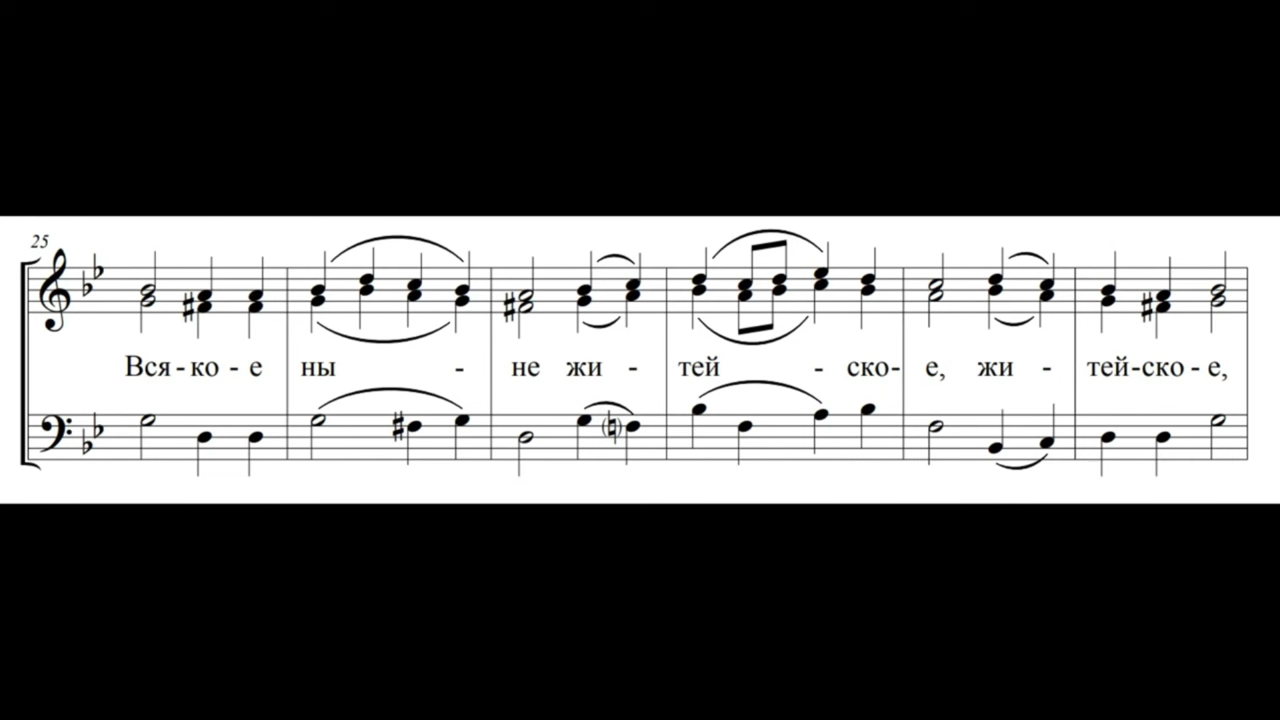 25
Вся - ко - е ны - не жи - тей - ско - е, жи - тей-ско - е,